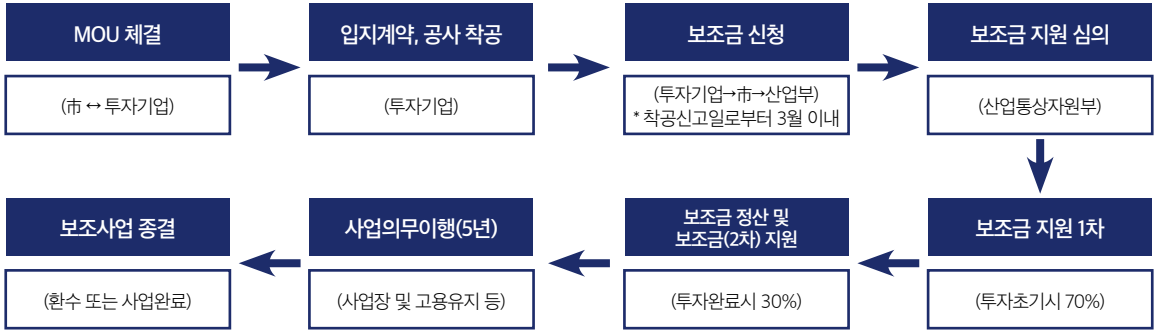 MOU 체결
(市 ↔ 투자기업)
입지계약, 공사 착공
(투자기업)
보조금 신청
(투자기업→市→산업부)
* 착공신고일로부터 3월 이내
보조금 지원 심의
(산업통상자원부)
보조금 지원 1차
(투자초기시 70%)
보조금 정산 및
보조금(2차) 지원
(투자완료시 30%)
사업의무이행(5년)
(사업장 및 고용유지 등)
보조사업 종결
(환수 또는 사업완료)